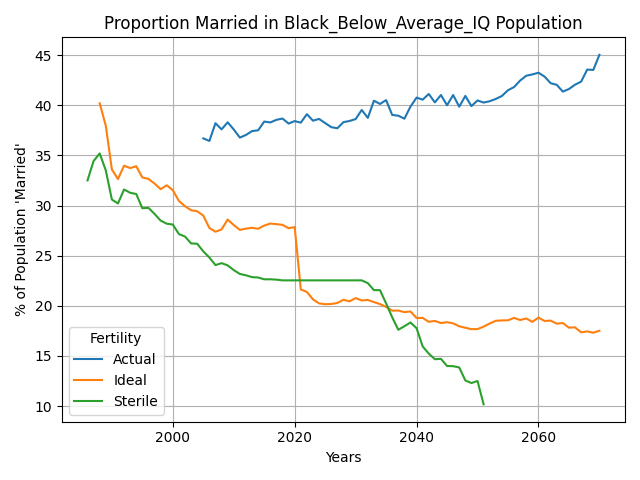 Proportion Married in Black_Below_Average_IQ Population
% of Population 'Married'
45
40
35
30
25
20
15
10
Fertility
Actual
Ideal
Sterile
2000
2020
2040
2060
Years